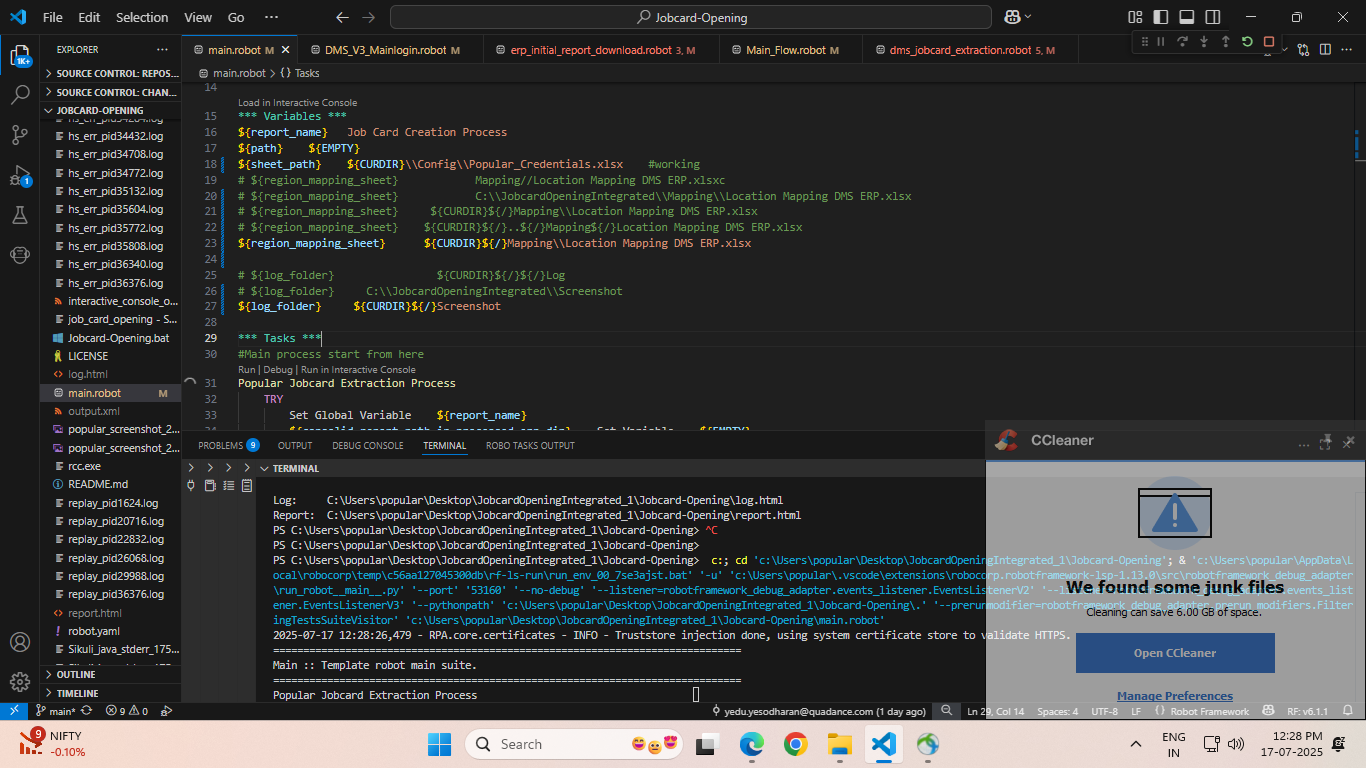 File Edit Selection View Go ··· Jobcard-Opening
EXPLORER ···
SOURCE CONTROL: REPOS...
SOURCE CONTROL: CHAN...
JOBCARD-OPENING
hs_err_pid34432.log
hs_err_pid34708.log
hs_err_pid34772.log
hs_err_pid35132.log
hs_err_pid35604.log
hs_err_pid35772.log
hs_err_pid35808.log
hs_err_pid36340.log
hs_err_pid36376.log
interactive_console_o...
job_card_opening - S...
Jobcard-Opening.bat
LICENSE
log.html
main.robot M
output.xml
popular_screenshot_2...
popular_screenshot_2...
rcc.exe
README.md
replay_pid1624.log
replay_pid20716.log
replay_pid22832.log
replay_pid26068.log
replay_pid29988.log
replay_pid36376.log
report.html
robot.yaml
Sikuli_java_stderr_175...
OUTLINE
TIMELINE
1K+
1
main.robot M DMS_V3_Mainlogin.robot M erp_initial_report_download.robot 3, M Main_Flow.robot M dms_jobcard_extraction.robot 5, M
main.robot > {} Tasks
14
Load in Interactive Console
15 *** Variables ***
16 ${report_name} Job Card Creation Process
17 ${path} ${EMPTY}
18 ${sheet_path} ${CURDIR}\\Config\\Popular_Credentials.xlsx #working
19 # ${region_mapping_sheet} Mapping//Location Mapping DMS ERP.xlsxc
20 # ${region_mapping_sheet} C:\\JobcardOpeningIntegrated\\Mapping\\Location Mapping DMS ERP.xlsx
21 # ${region_mapping_sheet} ${CURDIR}${/}Mapping\\Location Mapping DMS ERP.xlsx
22 # ${region_mapping_sheet} ${CURDIR}${/}..${/}Mapping${/}Location Mapping DMS ERP.xlsx
23 ${region_mapping_sheet} ${CURDIR}${/}Mapping\\Location Mapping DMS ERP.xlsx
24
25 # ${log_folder} ${CURDIR}${/}${/}Log
26 # ${log_folder} C:\\JobcardOpeningIntegrated\\Screenshot
27 ${log_folder} ${CURDIR}${/}Screenshot
28
29 *** Tasks ***
30 #Main process start from here
Run | Debug | Run in Interactive Console
31 Popular Jobcard Extraction Process
32 TRY
33 Set Global Variable ${report_name}
PROBLEMS 9 OUTPUT DEBUG CONSOLE TERMINAL ROBO TASKS OUTPUT
TERMINAL
Log: C:\Users\popular\Desktop\JobcardOpeningIntegrated_1\Jobcard-Opening\log.html
Report: C:\Users\popular\Desktop\JobcardOpeningIntegrated_1\Jobcard-Opening\report.html
PS C:\Users\popular\Desktop\JobcardOpeningIntegrated_1\Jobcard-Opening> ^C
PS C:\Users\popular\Desktop\JobcardOpeningIntegrated_1\Jobcard-Opening>
PS C:\Users\popular\Desktop\JobcardOpeningIntegrated_1\Jobcard-Opening> c:; cd 'c:\Users\popular\Desktop\JobcardOpeningIntegrated_1\Jobcard-Opening'; & 'c:\Users\popular\AppData\L
ocal\robocorp\temp\c56aa127045300db\rf-ls-run\run_env_00_7se3ajst.bat' '-u' 'c:\Users\popular\.vscode\extensions\robocorp.robotframework-lsp-1.13.0\src\robotframework_debug_adapter
\run_robot__main__.py' '--port' '53160' '--no-debug' '--listener=robotframework_debug_adapter.events_listener.EventsListenerV2'
ener.EventsListenerV3' '--pythonpath' 'c:\Users\popular\Desktop\JobcardOpeningIntegrated_1\Jobcard-Opening\.' '--prerunmodifier=robotframework_debug_adapter.prerun_modifiers.Filter
ingTestsSuiteVisitor' 'c:\Users\popular\Desktop\JobcardOpeningIntegrated_1\Jobcard-Opening\main.robot'
2025-07-17 12:28:26,479 - RPA.core.certificates - INFO - Truststore injection done, using system certificate store to validate HTTPS.
==============================================================================
Main :: Template robot main suite.
==============================================================================
Popular Jobcard Extraction Process
CCleaner
We found some junk files
Cleaning can save 6.00 GB of space.
Open CCleaner
Manage Preferences
main* 9 0 yedu.yesodharan@quadance.com (1 day ago) Ln 29, Col 14 Spaces: 4 UTF-8 LF {} Robot Framework RF: v6.1.1
9 NIFTY
-0.10%
Search
ENG
IN
12:28 PM
17-07-2025